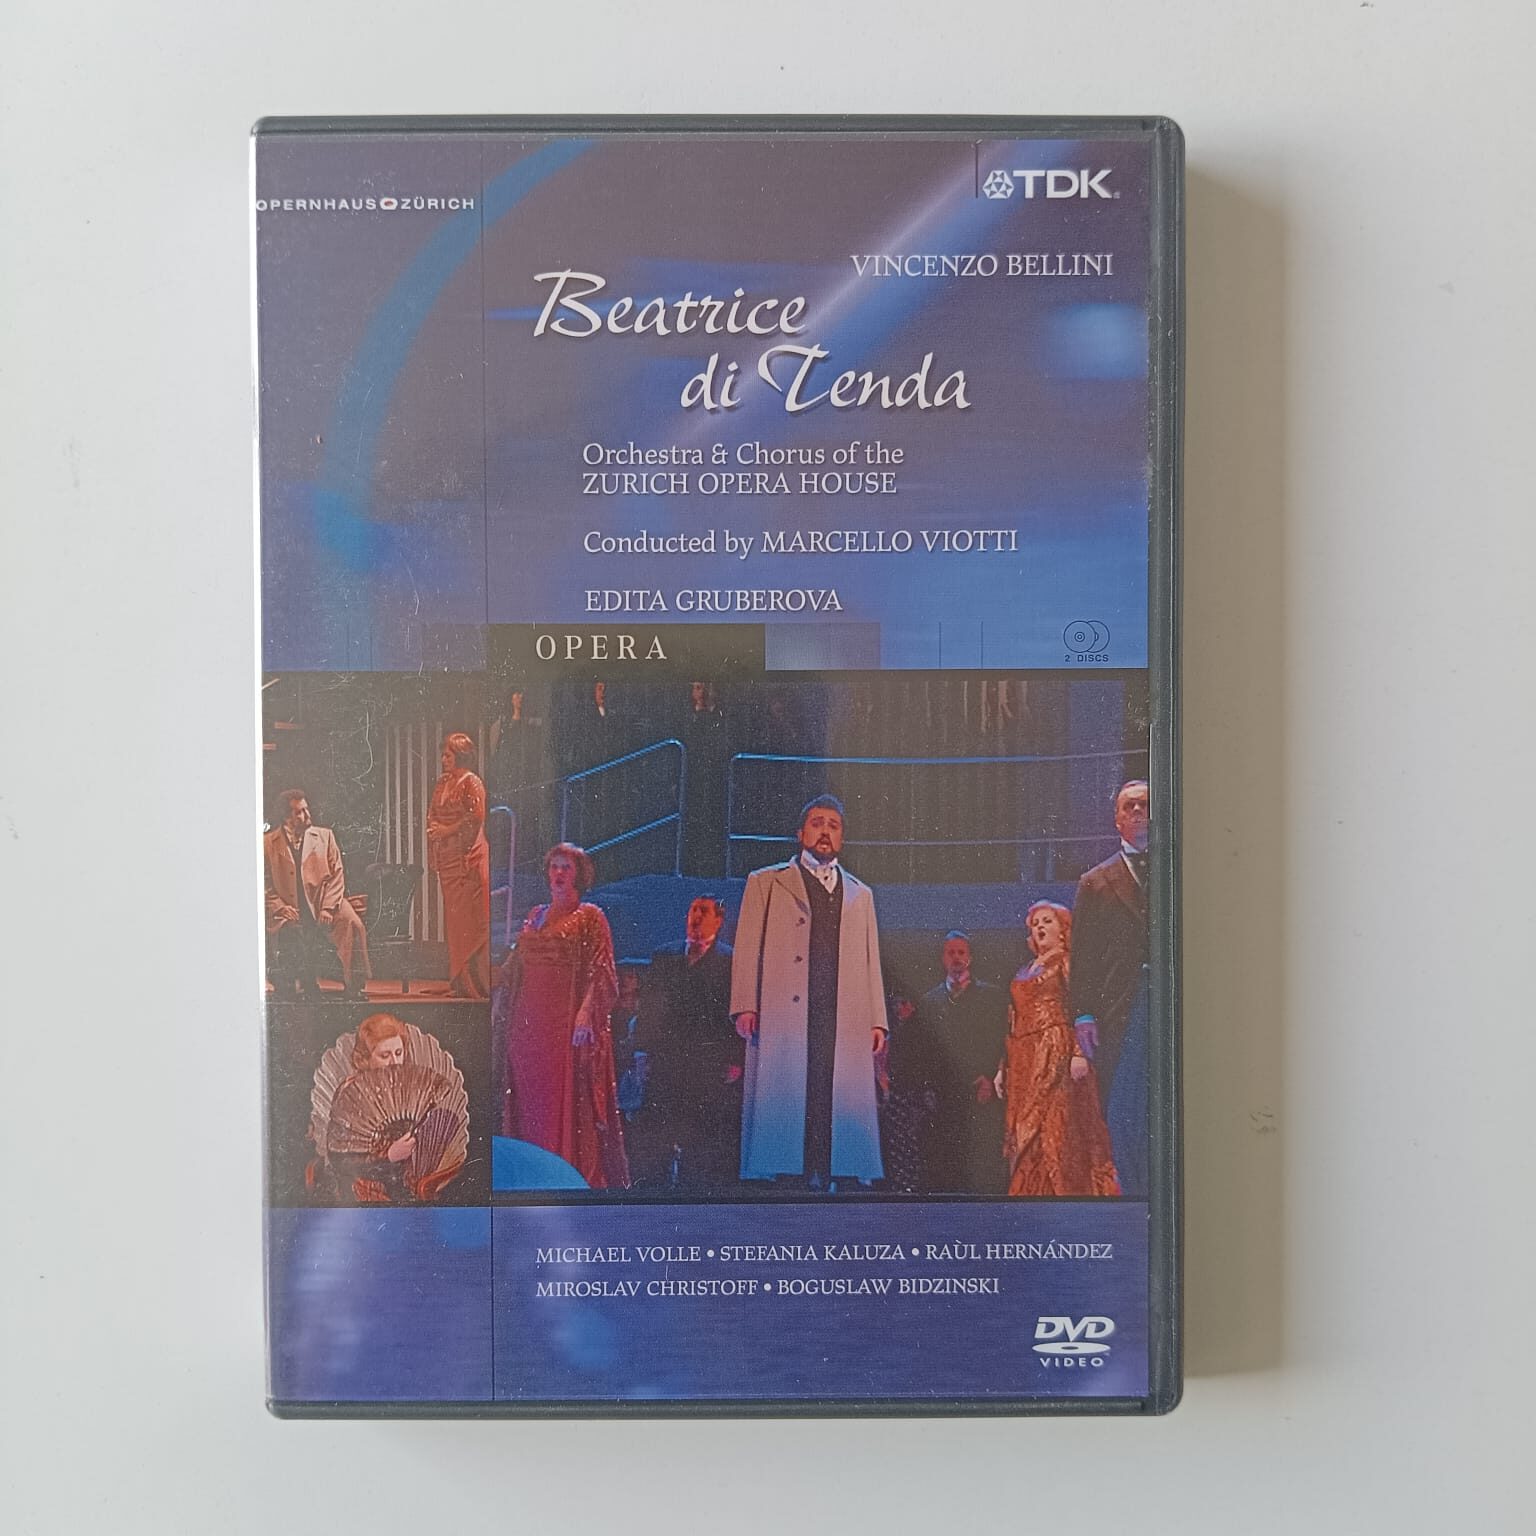 OPERNHAUS ZÜRICH
TDK
VINCENZO BELLINI
Beatrice
di Tenda
Orchestra & Chorus of the
ZURICH OPERA HOUSE
Conducted by MARCELLO VIOTTI
EDITA GRUBEROVA
OPERA
2 DISCS
MICHAEL VOLLE • STEFANIA KALUZA • RAÙL HERNÁNDEZ
MIROSLAV CHRISTOFF • BOGUSLAW BIDZINSKI
DVD
VIDEO